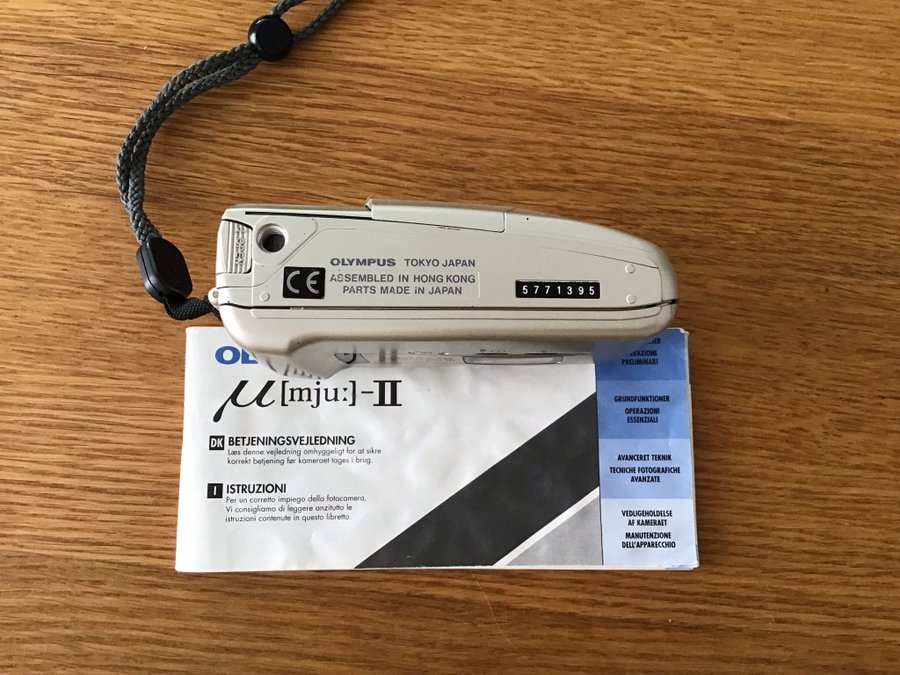 OLYMPUS TOKYO JAPAN
CE
ASSEMBLED IN HONG KONG
PARTS MADE IN JAPAN
5771395
µ[mju:]-II
DK BETJENINGSVEJLEDNING
Læs denne vejledning omhyggeligt for at sikre
korrekt betjening før kameraet tages i brug.
I ISTRUZIONI
Per un corretto impiego della fotocamera,
Vi consigliamo di leggere anzitutto le
istruzioni contenute in questo libretto.
OPERAZIONI
PRELIMINARI
GRUNDFUNKTIONER
OPERAZIONI
ESSENZIALI
AVANCERET TEKNIK
TECNICHE FOTOGRAFICHE
AVANZATE
VEDLIGEHOLDELSE
AF KAMERAET
MANUTENZIONE
DELL'APPARECCHIO